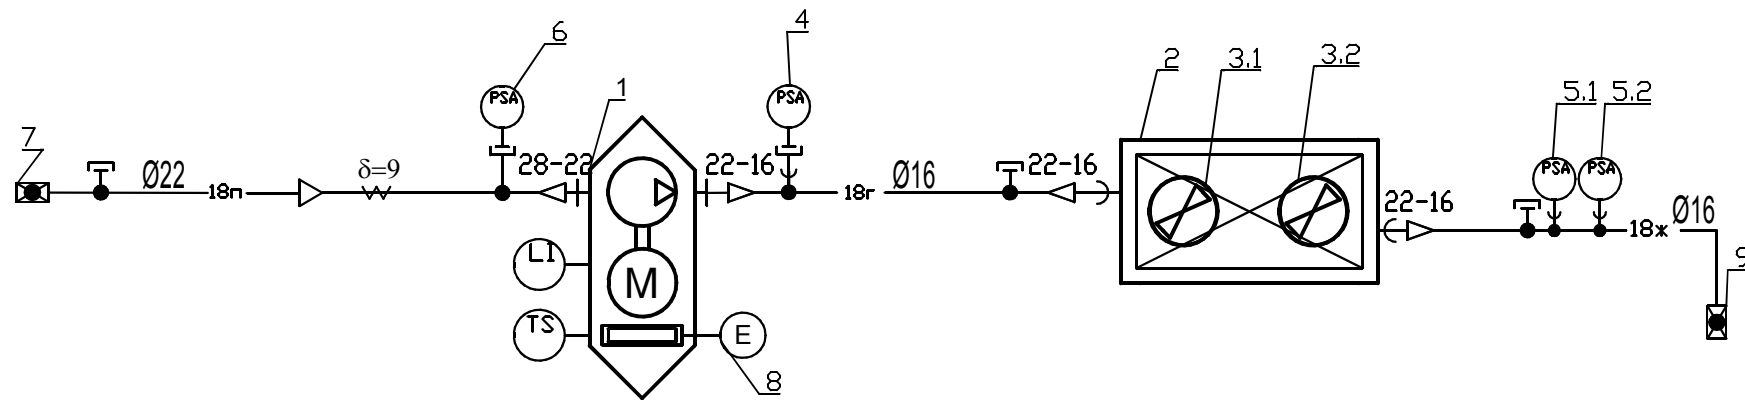 6
4
3.2
3.1
2
5.1
5.2
1
PSA
PSA
7
28-22
22-16
22-16
PSA
PSA
δ=9
Ø22
18п
18г
Ø16
22-16
Ø16
18ж
LI
9
M
TS
E
8